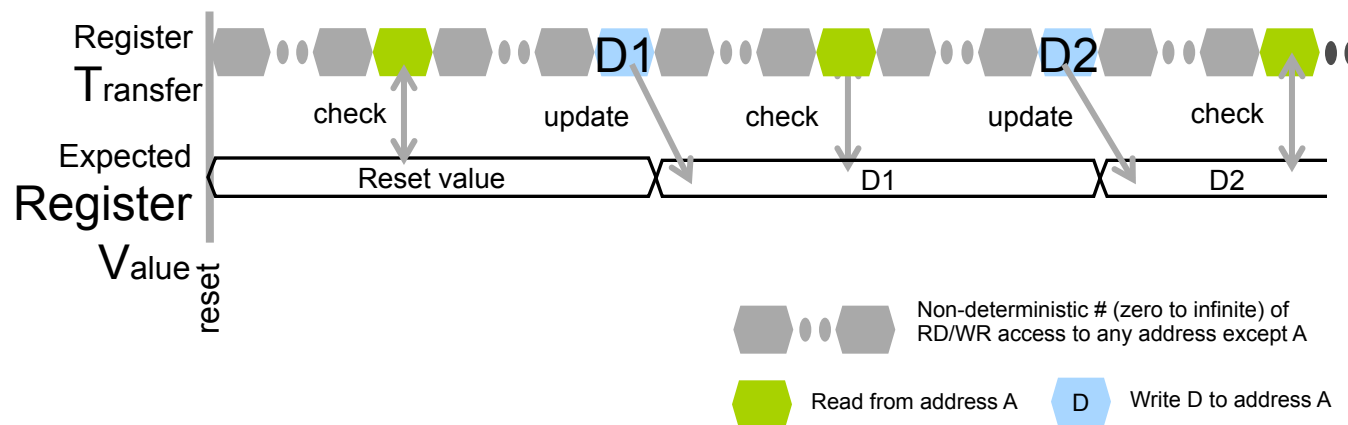 Register
Transfer
D1
D2
check
update
check
update
check
Expected
Register
Value
Reset value
D1
D2
reset
Non-deterministic # (zero to infinite) of
RD/WR access to any address except A
Read from address A
D
Write D to address A